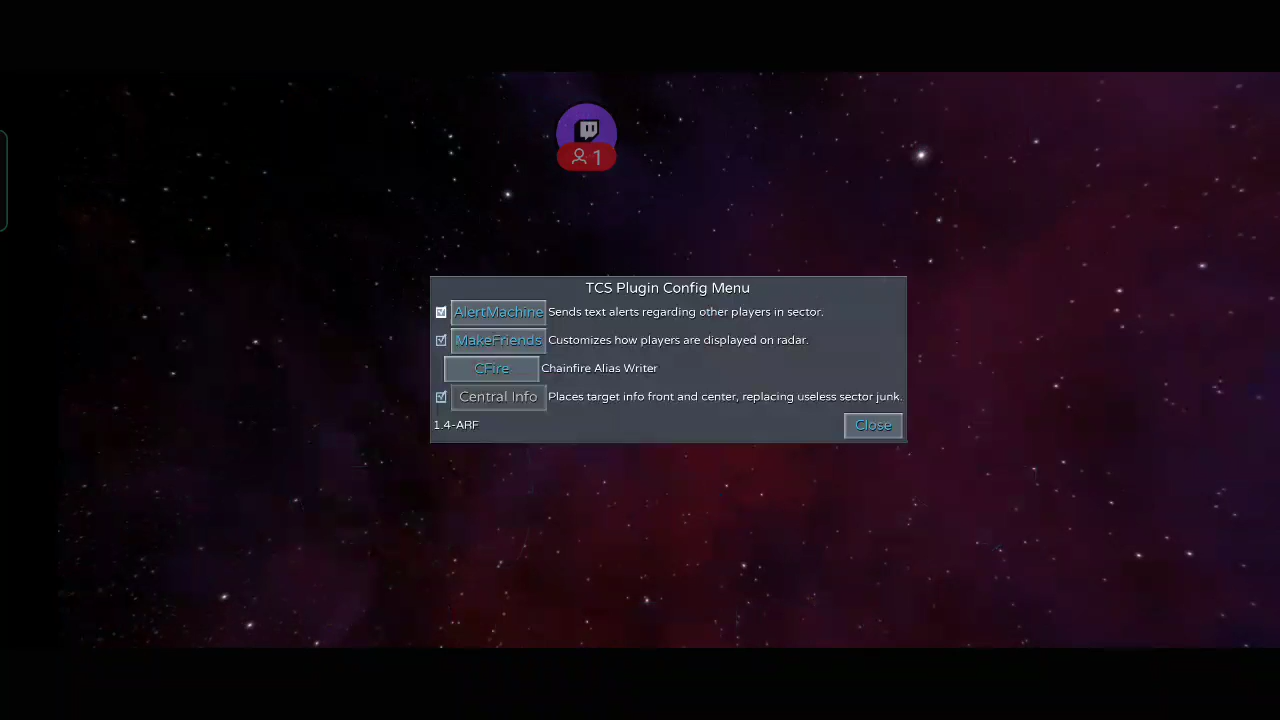 1
TCS Plugin Config Menu
AlertMachine Sends text alerts regarding other players in sector.
MakeFriends Customizes how players are displayed on radar.
CFire Chainfire Alias Writer
Central Info Places target info front and center, replacing useless sector junk.
1.4-ARF Close